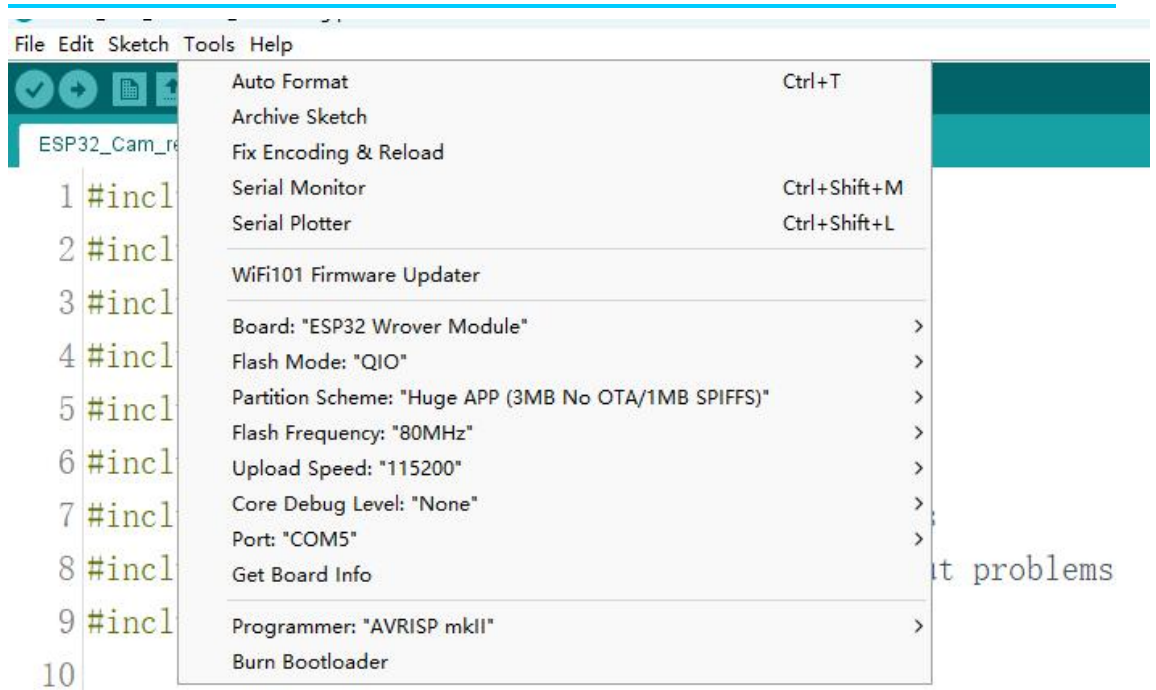 File Edit Sketch Tools Help
Auto Format Ctrl+T
Archive Sketch
ESP32_Cam_re
Fix Encoding & Reload
1 #incl
Serial Monitor Ctrl+Shift+M
Serial Plotter Ctrl+Shift+L
2 #incl
WiFi101 Firmware Updater
3 #incl
Board: "ESP32 Wrover Module"
4 #incl
Flash Mode: "QIO"
Partition Scheme: "Huge APP (3MB No OTA/1MB SPIFFS)"
5 #incl
Flash Frequency: "80MHz"
6 #incl
Upload Speed: "115200"
Core Debug Level: "None"
7 #incl
Port: "COM5"
8 #incl
Get Board Info
ut problems
9 #incl
Programmer: "AVRISP mkII"
Burn Bootloader
10